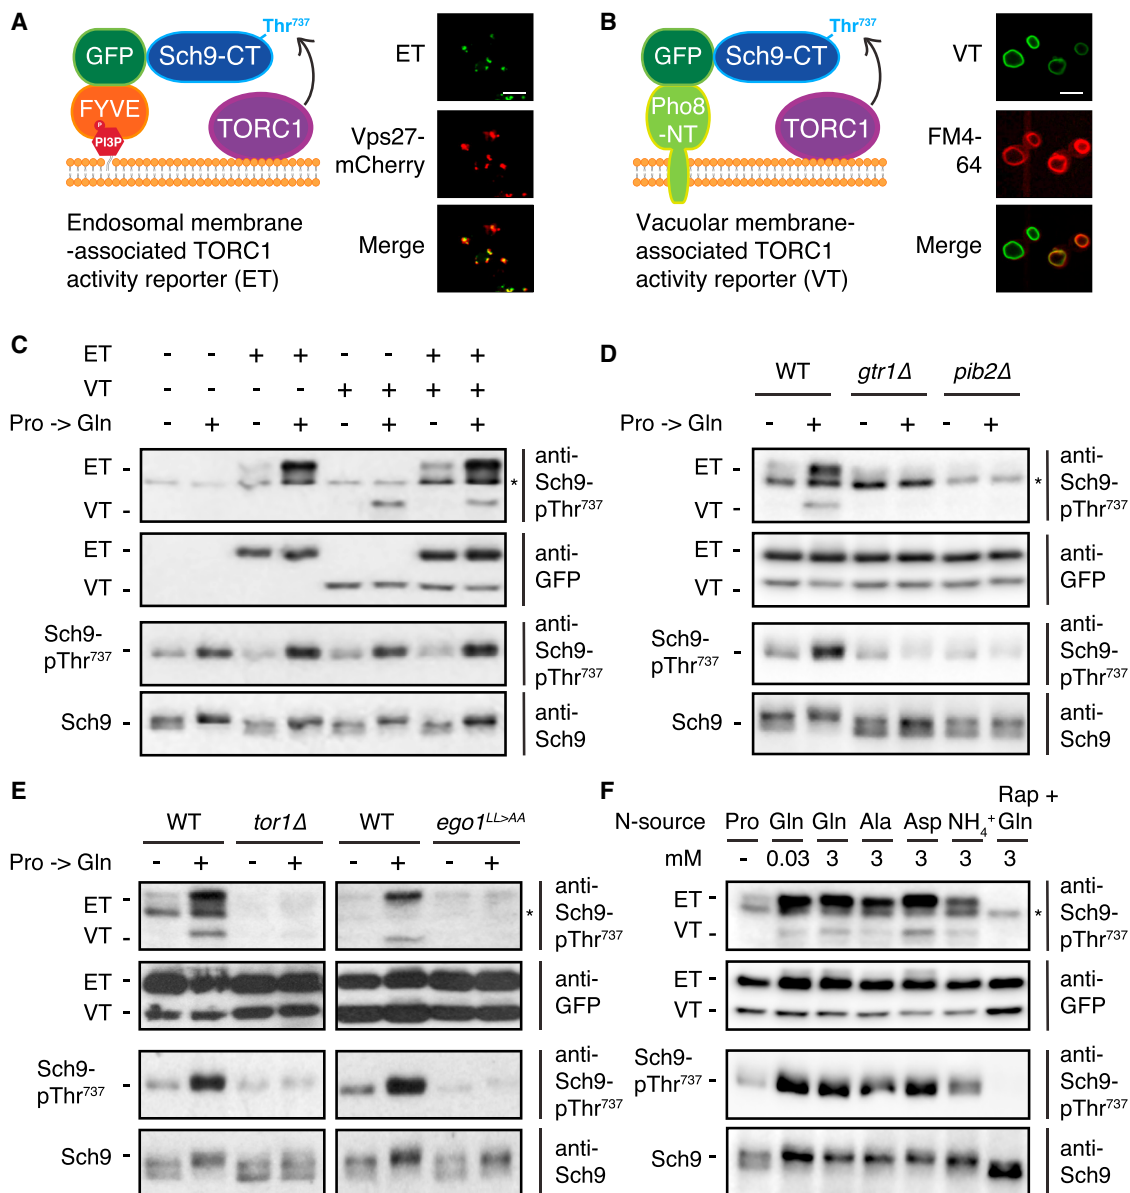 A
GFP
Sch9-CT
Thr737
FYVE
P
PI3P
TORC1
Endosomal membrane
-associated TORC1
activity reporter (ET)
ET
Vps27-
mCherry
Merge
B
GFP
Sch9-CT
Thr737
Pho8
-NT
TORC1
Vacuolar membrane-
associated TORC1
activity reporter (VT)
VT
FM4-
64
Merge
C
ET - - + + - - + +
VT - - - - + + + +
Pro -> Gln - + - + - + - +
ET -
VT -
*
anti-
Sch9-
pThr737
ET -
VT -
anti-
GFP
Sch9-
pThr737 -
anti-
Sch9-
pThr737
Sch9 -
anti-
Sch9
D
WT gtr1Δ pib2Δ
Pro -> Gln - + - + - +
ET -
VT -
*
anti-
Sch9-
pThr737
ET -
VT -
anti-
GFP
Sch9-
pThr737 -
anti-
Sch9-
pThr737
Sch9 -
anti-
Sch9
E
WT tor1Δ WT ego1LL>AA
Pro -> Gln - + - + - + - +
ET -
VT -
*
anti-
Sch9-
pThr737
ET -
VT -
anti-
GFP
Sch9-
pThr737 -
anti-
Sch9-
pThr737
Sch9 -
anti-
Sch9
F
Rap +
N-source Pro Gln Gln Ala Asp NH4+ Gln
mM - 0.03 3 3 3 3 3
ET -
VT -
*
anti-
Sch9-
pThr737
ET -
VT -
anti-
GFP
Sch9-
pThr737 -
anti-
Sch9-
pThr737
Sch9 -
anti-
Sch9